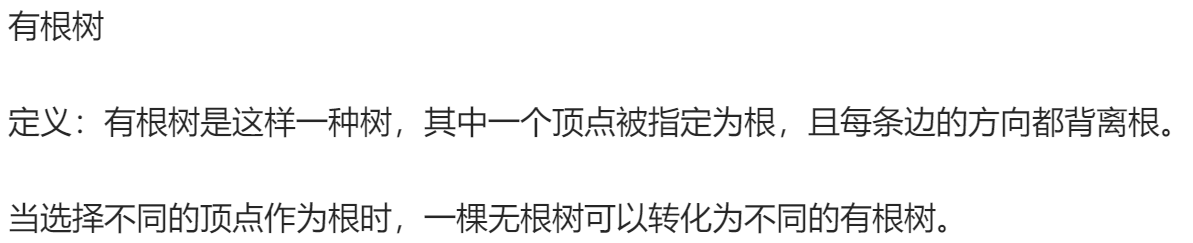 有根树
定义：有根树是这样一种树，其中一个顶点被指定为根，且每条边的方向都背离根。
当选择不同的顶点作为根时，一棵无根树可以转化为不同的有根树。